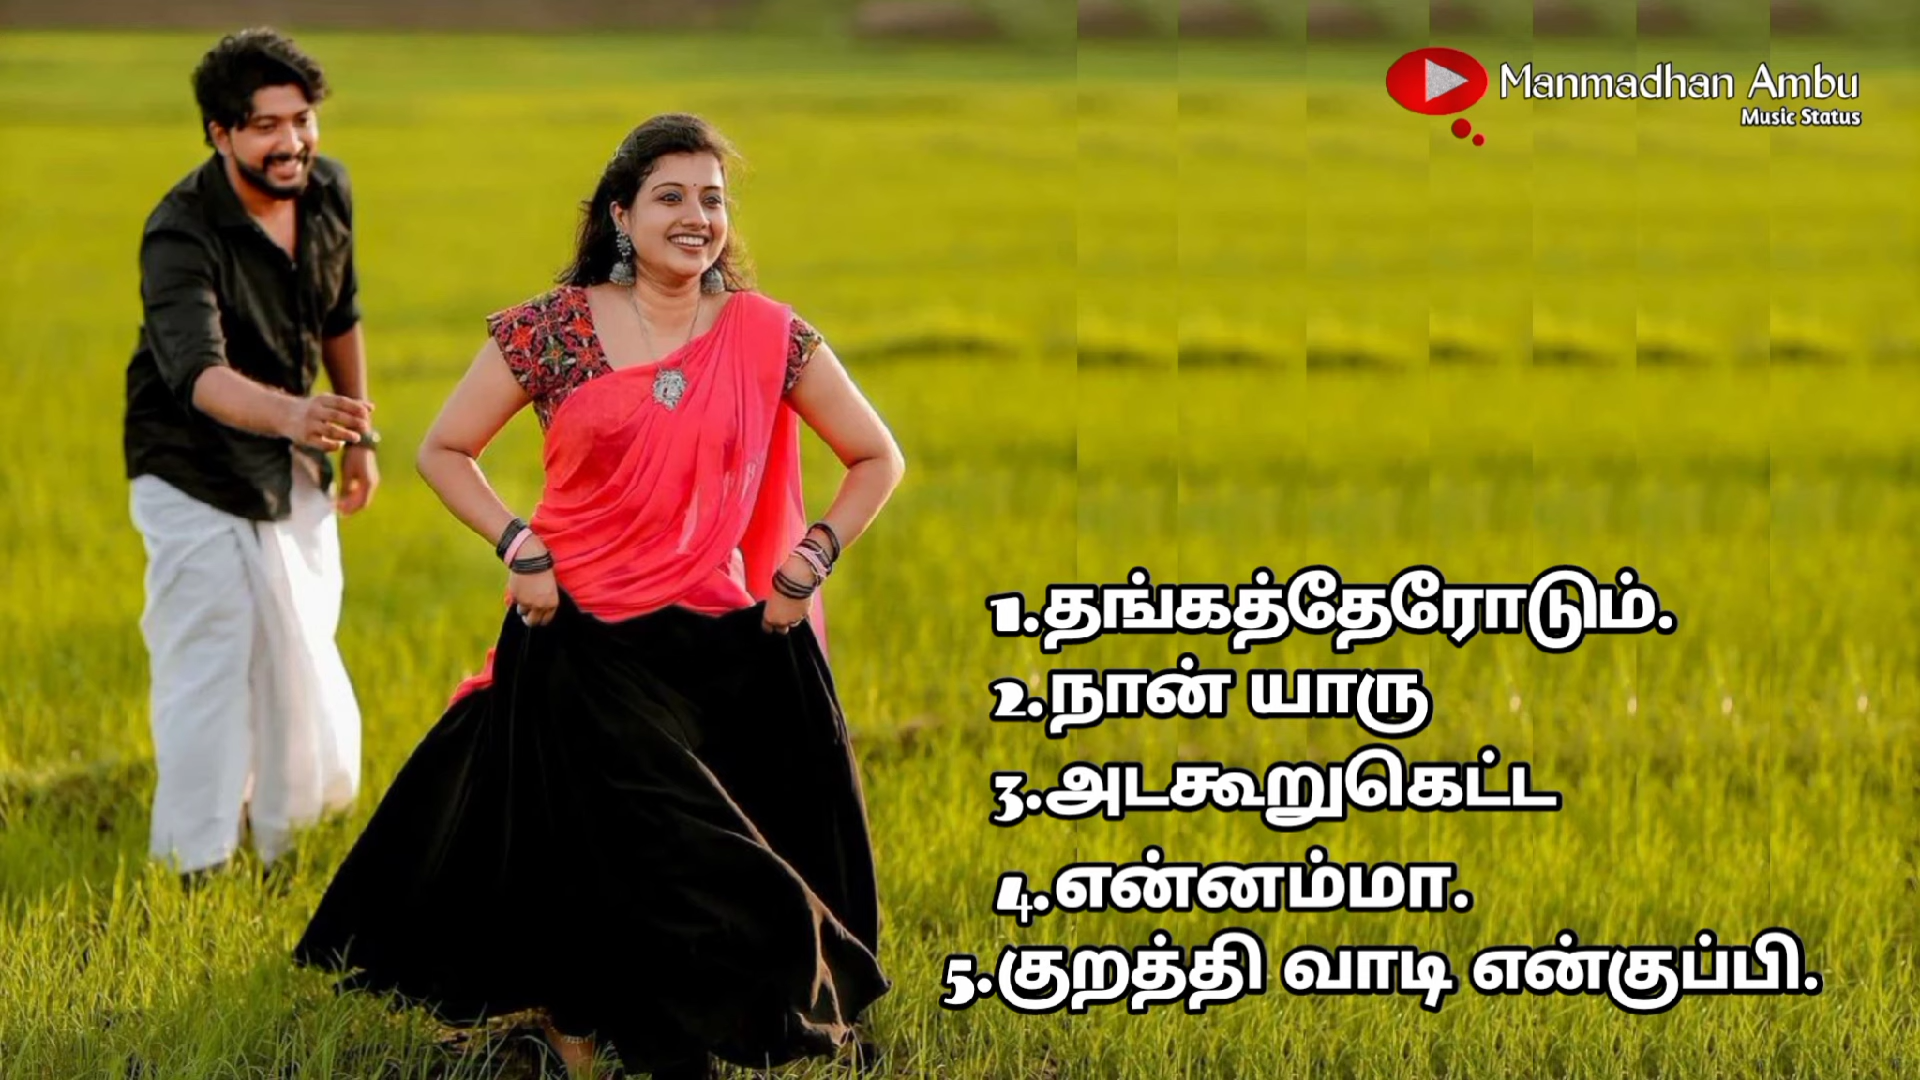 Manmadhan Ambu
Music Status
1.தங்கத்தேரோடும்.
2.நான் யாரு
3.அடகூறுகெட்ட
4.என்னம்மா.
5.குறத்தி வாடி என்குப்பி.